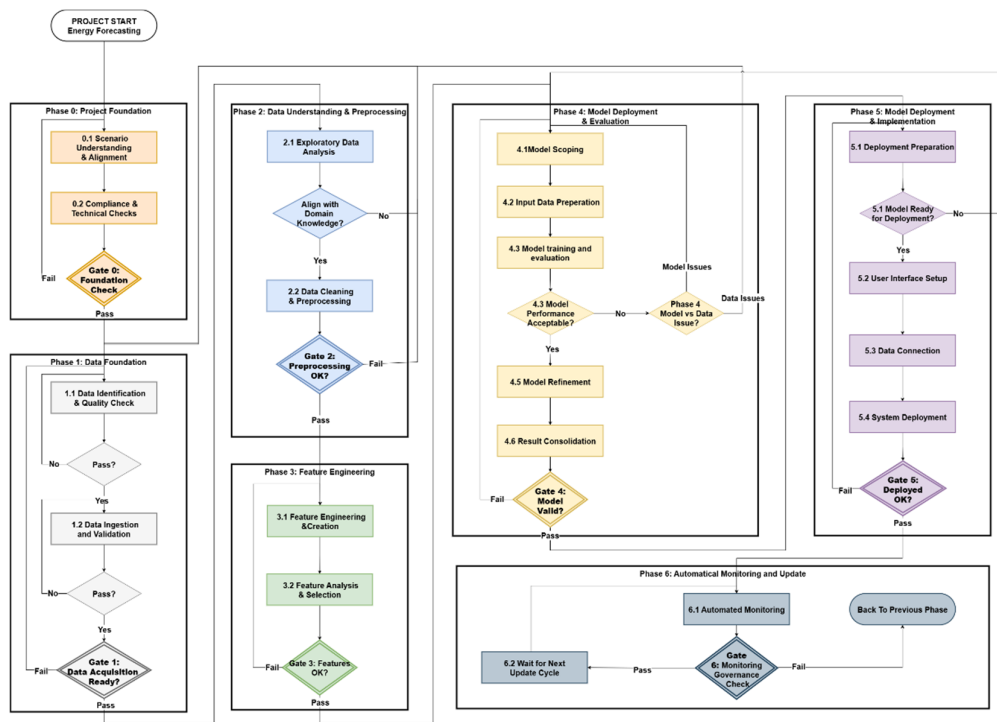 PROJECT START
Energy Forecasting
Phase 0: Project Foundation
0.1 Scenario
Understanding
& Alignment
0.2 Compliance &
Technical Checks
Gate 0:
Foundation
Check
Fail
Pass
Phase 1: Data Foundation
1.1 Data Identification
& Quality Check
Pass?
No
Yes
1.2 Data Ingestion
and Validation
Pass?
No
Yes
Gate 1:
Data Acquisition
Ready?
Fail
Pass
Phase 2: Data Understanding & Preprocessing
2.1 Exploratory Data
Analysis
Align with
Domain
Knowledge?
No
Yes
2.2 Data Cleaning
& Preprocessing
Gate 2:
Preprocessing
OK?
Fail
Pass
Phase 3: Feature Engineering
3.1 Feature Engineering
&Creation
3.2 Feature Analysis
& Selection
Gate 3: Features
OK?
Fail
Pass
Phase 4: Model Deployment
& Evaluation
4.1Model Scoping
4.2 Input Data Preperation
4.3 Model training and
evaluation
4.3 Model
Performance
Acceptable?
No
Phase 4
Model vs Data
Issue?
Model Issues
Data Issues
Yes
4.5 Model Refinement
4.6 Result Consolidation
Gate 4:
Model
Valld?
Fail
Pass
Phase 5: Model Deployment
& Implementation
5.1 Deployment Preparation
5.1 Model Ready
for Deployment?
No
Yes
5.2 User Interface Setup
5.3 Data Connection
5.4 System Deployment
Gate 5:
Deployed
OK?
Fail
Pass
Phase 6: Automatical Monitoring and Update
6.1 Automated Monitoring
Back To Previous Phase
Gate
6: Monitoring
Governance
Check
Pass
Fail
6.2 Wait for Next
Update Cycle